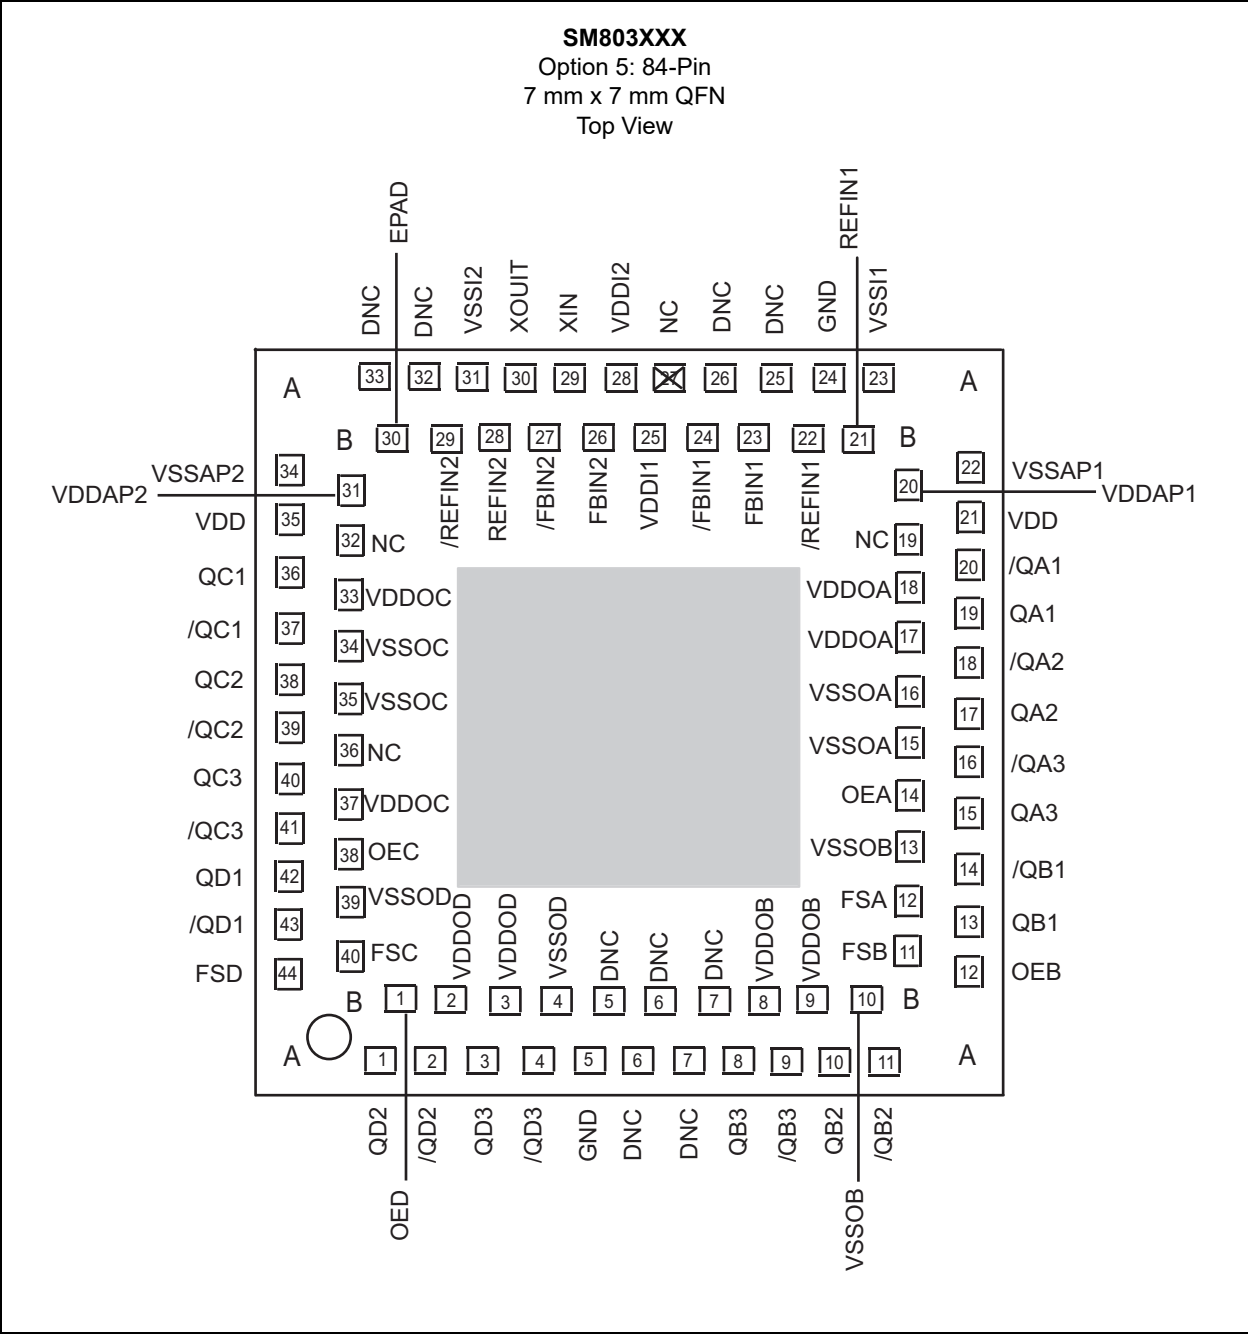 SM803XXX
Option 5: 84-Pin
7 mm x 7 mm QFN
Top View
EPAD
REFIN1
DNC
DNC
VSSI2
XOUIT
XIN
VDDI2
NC
DNC
DNC
GND
VSSI1
A
33
32
31
30
29
28
27
26
25
24
23
A
B
30
29
28
27
26
25
24
23
22
21
B
/REFIN2
REFIN2
/FBIN2
FBIN2
VDDI1
/FBIN1
FBIN1
/REFIN1
VSSAP2
34
VDDAP2
31
VDD
35
32
NC
QC1
36
33
VDDOC
/QC1
37
34
VSSOC
QC2
38
35
VSSOC
/QC2
39
36
NC
QC3
40
37
VDDOC
/QC3
41
38
OEC
QD1
42
39
VSSOD
/QD1
43
40
FSC
FSD
44
22
VSSAP1
20
VDDAP1
21
VDD
NC
19
20
/QA1
VDDOA
18
19
QA1
VDDOA
17
18
/QA2
VSSOA
16
17
QA2
VSSOA
15
16
/QA3
OEA
14
15
QA3
VSSOB
13
14
/QB1
FSA
12
13
QB1
FSB
11
12
OEB
VDDOD
VDDOD
VSSOD
DNC
DNC
DNC
VDDOB
VDDOB
B
1
2
3
4
5
6
7
8
9
10
B
A
1
2
3
4
5
6
7
8
9
10
11
A
QD2
/QD2
QD3
/QD3
GND
DNC
DNC
QB3
/QB3
QB2
/QB2
OED
VSSOB